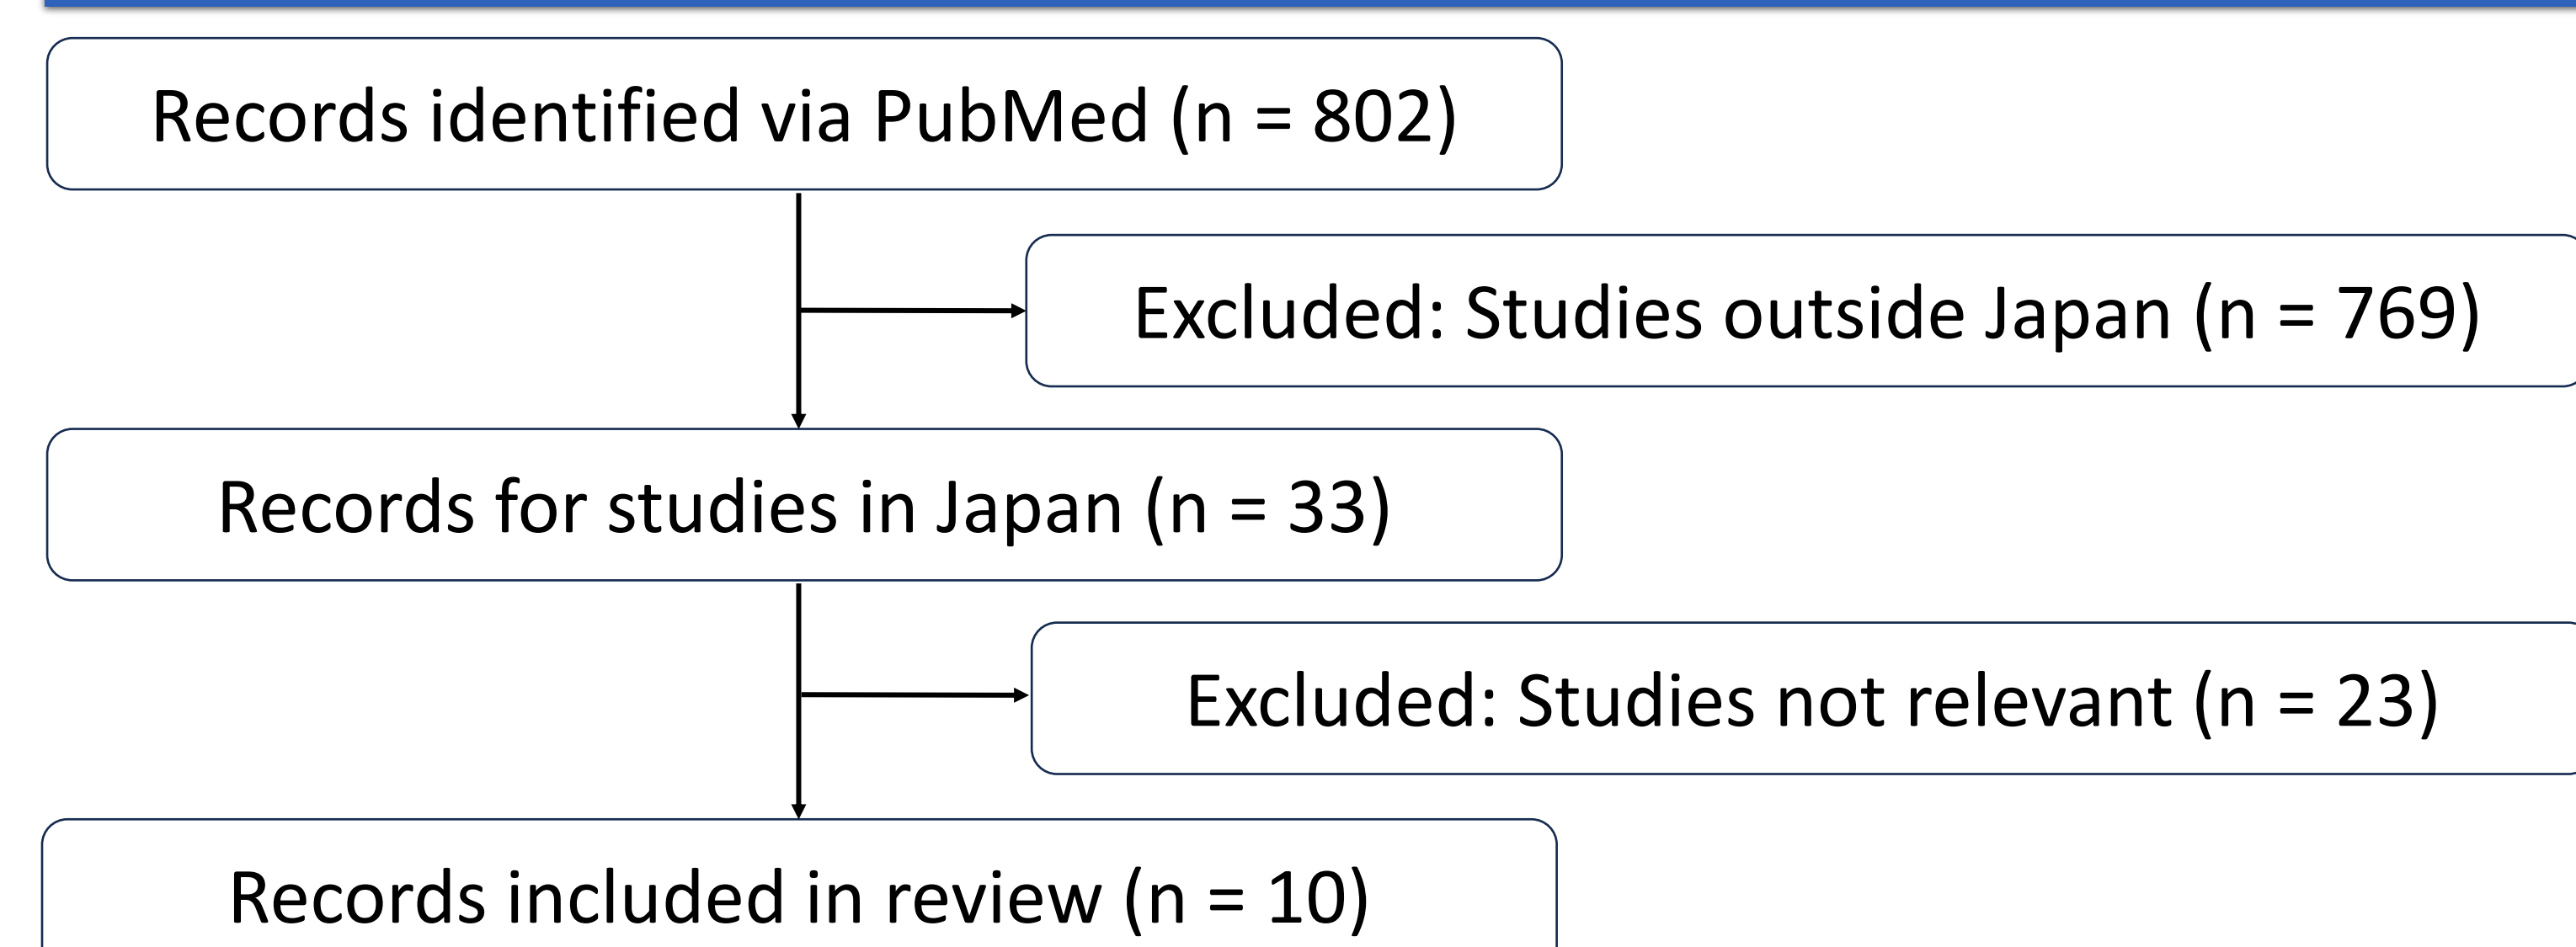 Records identified via PubMed (n = 802)
Excluded: Studies outside Japan (n = 769)
Records for studies in Japan (n = 33)
Excluded: Studies not relevant (n = 23)
Records included in review (n = 10)